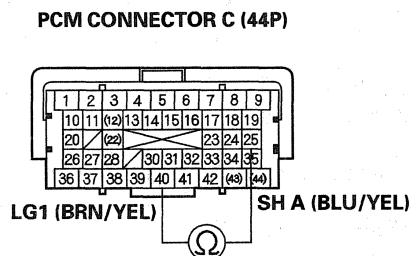 PCM CONNECTOR C (44P)
1 2 3 4 5 6 7 8 9
10 11 (12) 13 14 15 16 17 18 19
20 (22) 23 24 25
26 27 28 30 31 32 33 34 35
36 37 38 39 40 41 42 (43) (44)
LG1 (BRN/YEL)
SH A (BLU/YEL)
Ω